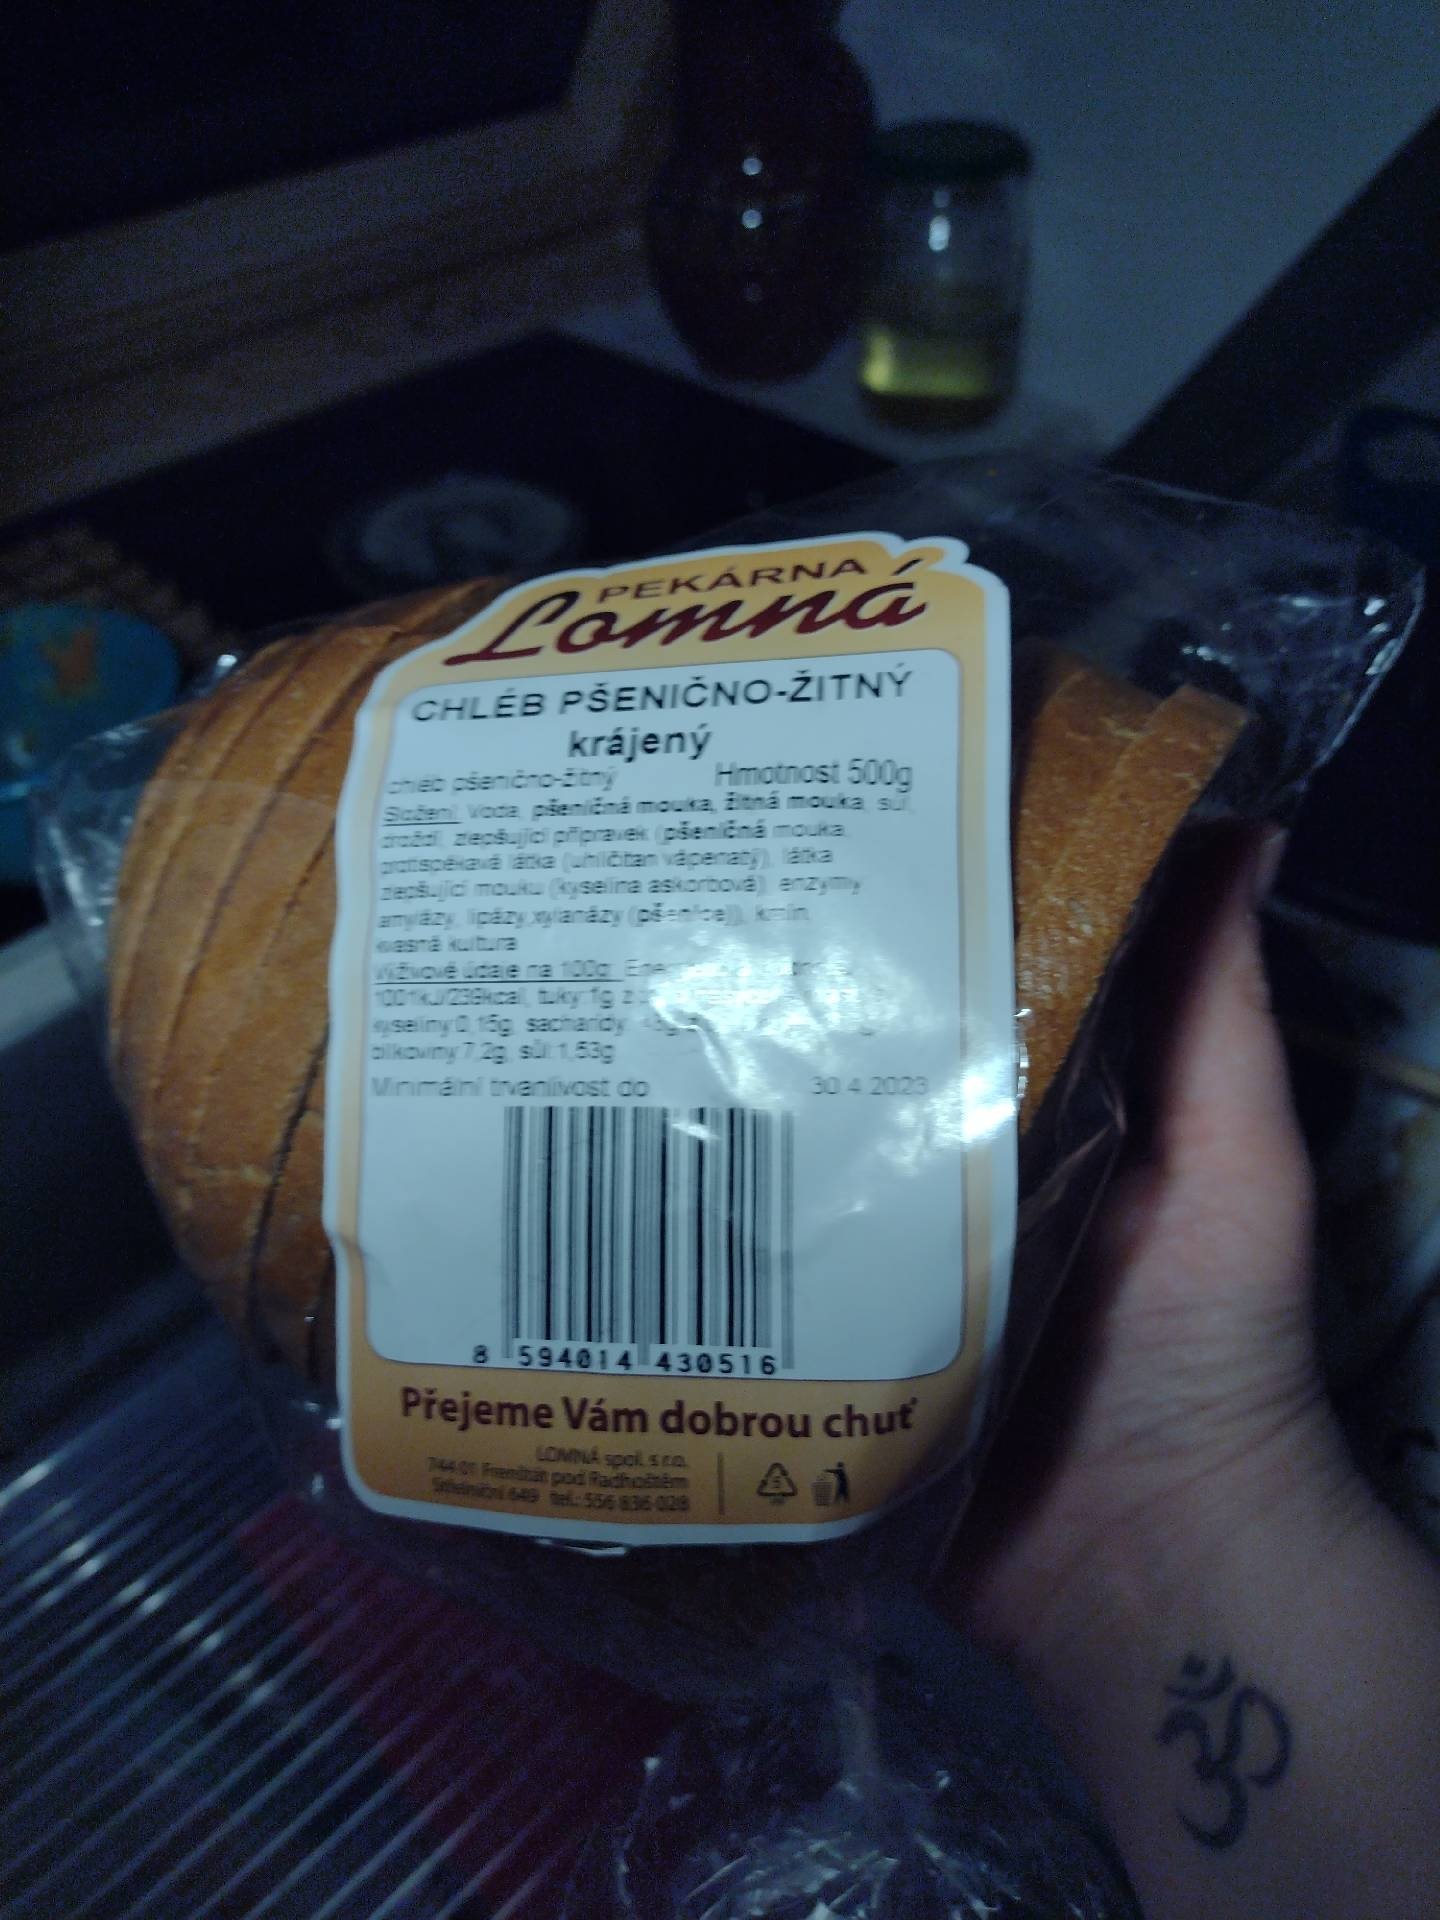 PEKÁRNA
Lomná
CHLÉB PŠENIČNO-ŽITNÝ
krájený
chléb pšenično-žitný Hmotnost 500g
Složení: Voda, pšeničná mouka, žitná mouka, sůl,
droždí, zlepšující přípravek (pšeničná mouka,
protispékavá látka (uhličitan vápenatý), látka
zlepšující mouku (kyselina askorbová), enzymy
amylázy, lipázy,xylanázy (pšenice)), kmín,
kvasná kultura
Výživové údaje na 100g:
1001kJ/239kcal, tuky:1g z
kyseliny:0,15g, sacharidy
bílkoviny:7,2g, sůl:1,53g
Minimální trvanlivost do 30.4.2023
8 594014 430516
Přejeme Vám dobrou chuť
LOMNÁ spol. s r.o.
744 01 Frenštát pod Radhoštěm
649 tel.: 556 836 028
5
ॐ